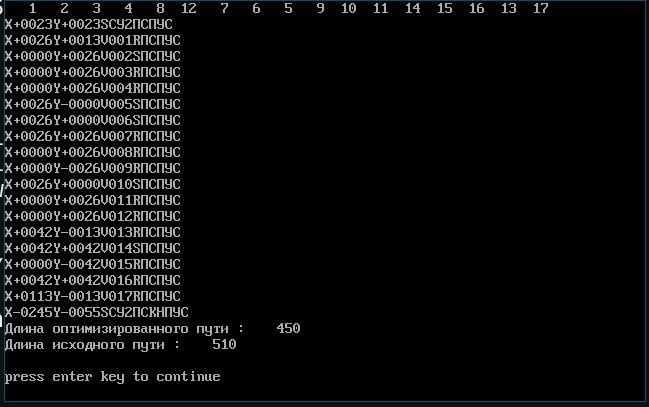 1 2 3 4 8 12 7 6 5 9 10 11 14 15 16 13 17
X+0023Y+0023SCУ2ПСПУС
X+0026Y+0013V001RПСПУС
X+0000Y+0026V002SПСПУС
X+0000Y+0026V003RПСПУС
X+0000Y+0026V004RПСПУС
X+0026Y-0000V005SПСПУС
X+0026Y+0000V006SПСПУС
X+0026Y+0026V007RПСПУС
X+0000Y+0026V008RПСПУС
X+0000Y-0026V009RПСПУС
X+0026Y+0000V010SПСПУС
X+0000Y+0026V011RПСПУС
X+0000Y-0026V012RПСПУС
X+0042Y-0013V013RПСПУС
X+0042Y+0042V014SПСПУС
X+0000Y-0042V015RПСПУС
X+0042Y+0042V016RПСПУС
X+0113Y-0013V017RПСПУС
X-0245Y-0055SCУ2ПСКНПУС
Длина оптимизированного пути : 450
Длина исходного пути : 510
press enter key to continue